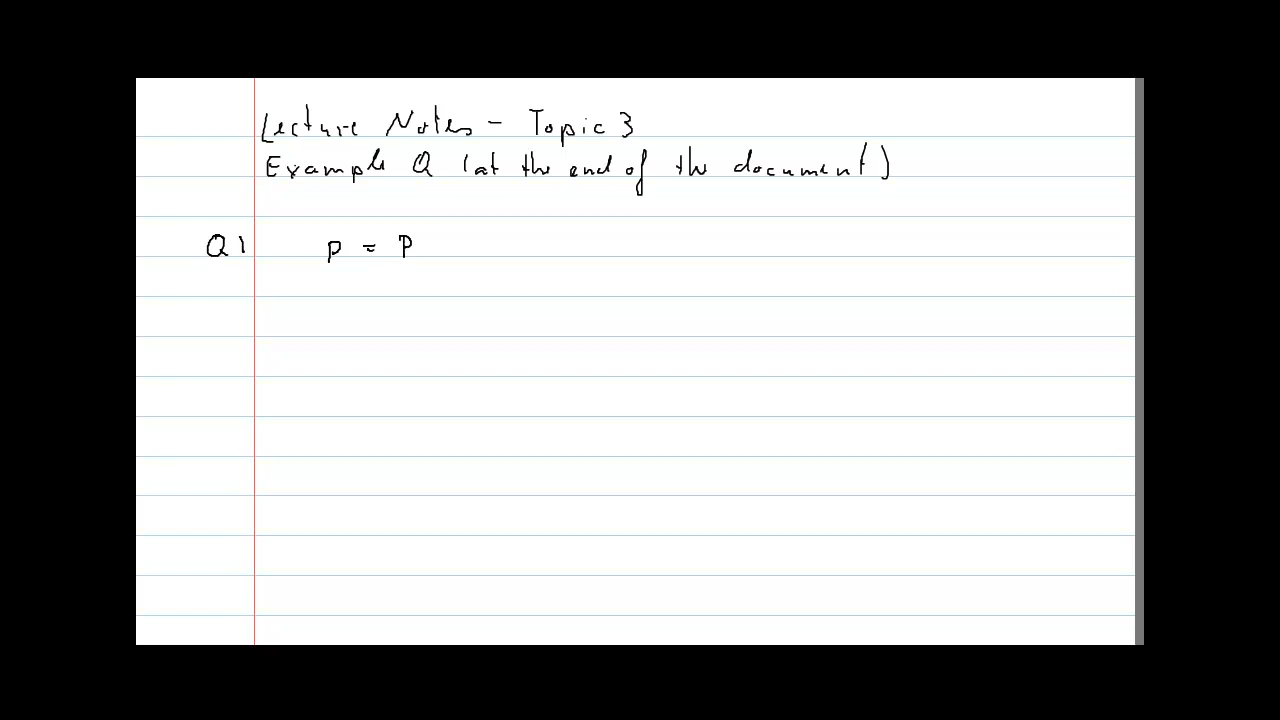 Lecture Notes - Topic 3
Example Q (at the end of the document)
Q1 p = P